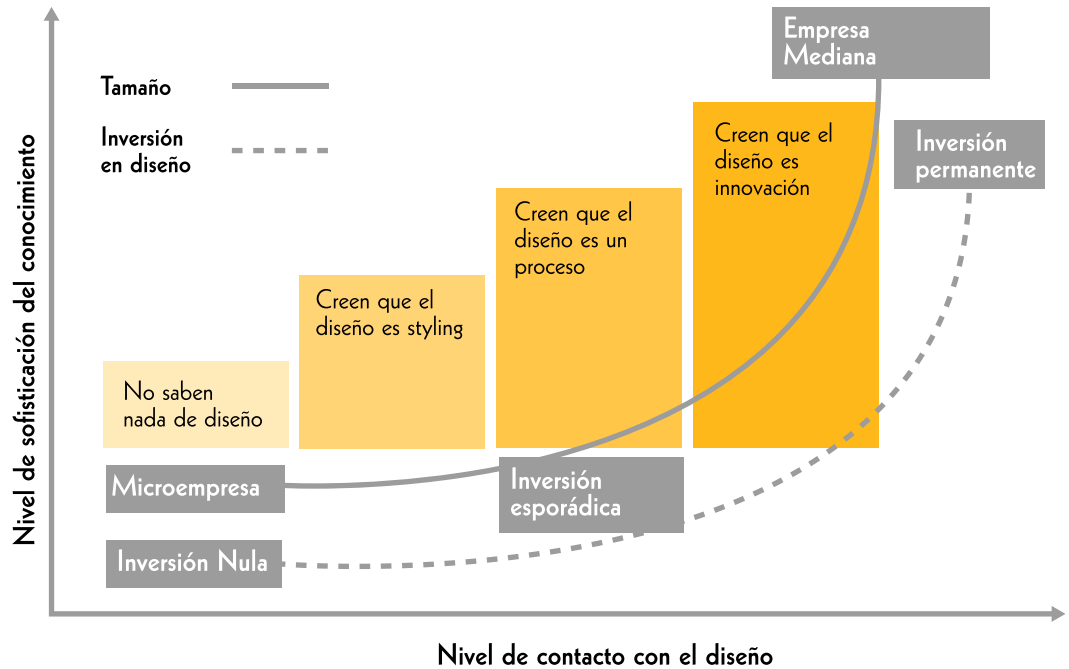 Empresa
Mediana
Tamaño
Inversión
en diseño
Creen que el
diseño es
innovación
Inversión
permanente
Creen que el
diseño es un
proceso
Creen que el
diseño es styling
No saben
nada de diseño
Microempresa
Inversión
esporádica
Inversión Nula
Nivel de sofisticación del conocimiento
Nivel de contacto con el diseño